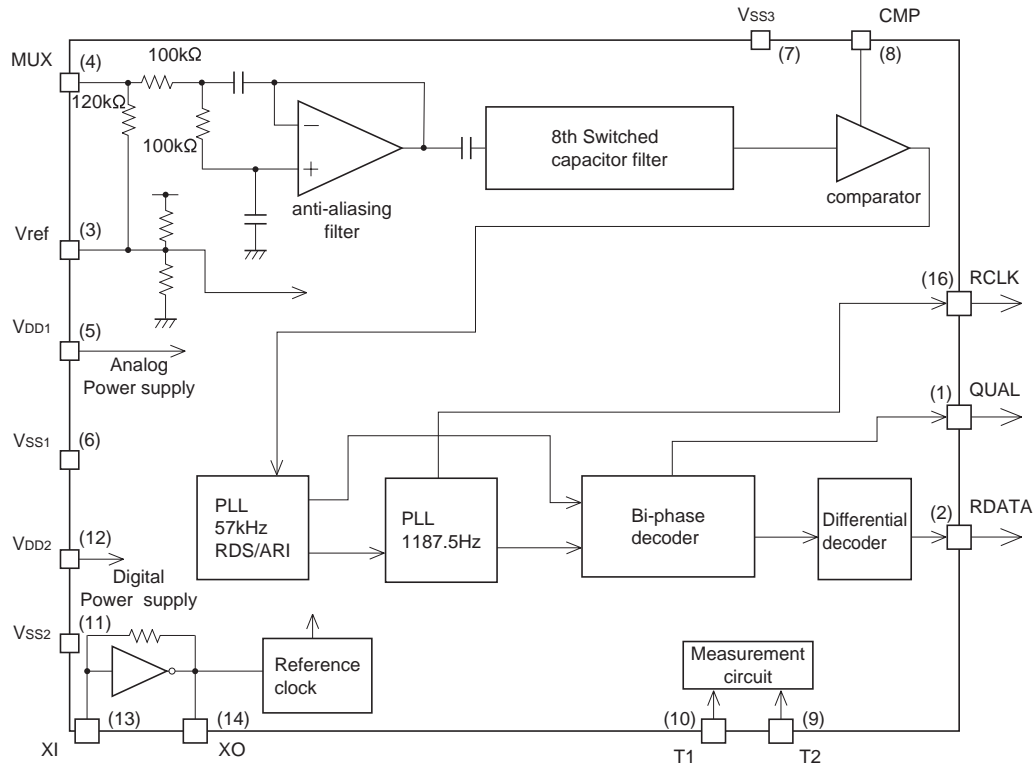 VSS3
CMP
(7)
(8)
MUX
(4)
100kΩ
120kΩ
100kΩ
8th Switched
capacitor filter
comparator
anti-aliasing
filter
Vref
(3)
(16)
RCLK
VDD1
(5)
Analog
Power supply
(1)
QUAL
VSS1
(6)
PLL
57kHz
RDS/ARI
PLL
1187.5Hz
Bi-phase
decoder
Differential
decoder
(2)
RDATA
VDD2
(12)
Digital
Power supply
VSS2
(11)
Reference
clock
Measurement
circuit
(13)
(14)
(10)
(9)
XI
XO
T1
T2